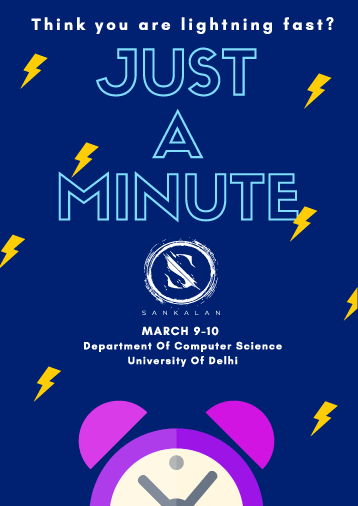 Think you are lightning fast?
JUST
A
MINUTE
S
SANKALAN
MARCH 9-10
Department Of Computer Science
University Of Delhi